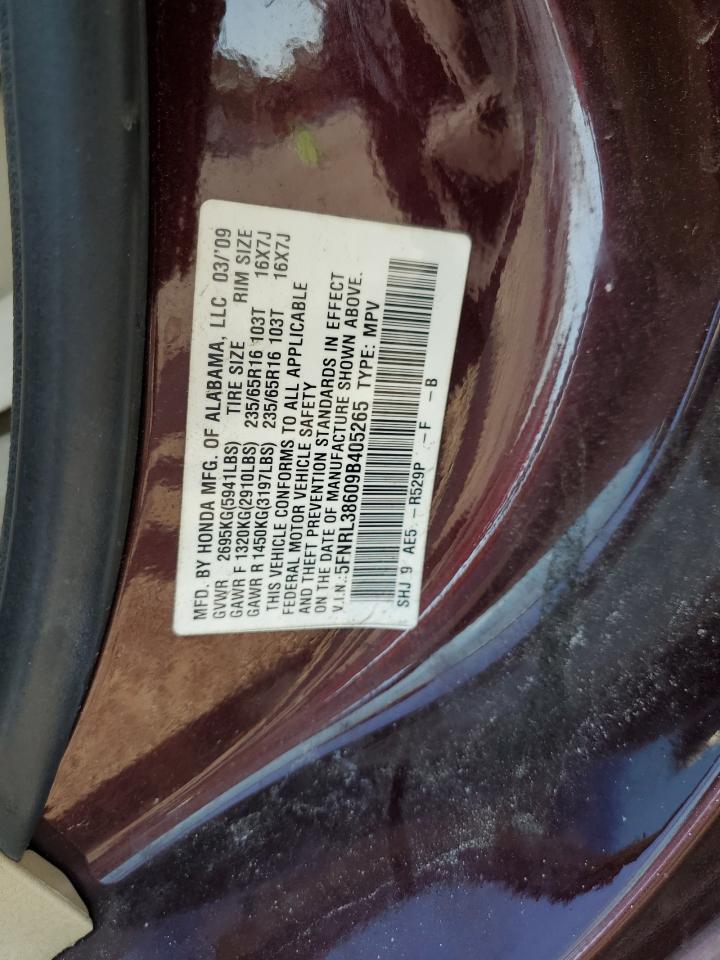 MFD. BY HONDA MFG. OF ALABAMA, LLC 03/'09
GVWR 2695KG(5941LBS) TIRE SIZE RIM SIZE
GAWR F 1320KG(2910LBS) 235/65R16 103T 16X7J
GAWR R 1450KG(3197LBS) 235/65R16 103T 16X7J
THIS VEHICLE CONFORMS TO ALL APPLICABLE
FEDERAL MOTOR VEHICLE SAFETY
AND THEFT PREVENTION STANDARDS IN EFFECT
ON THE DATE OF MANUFACTURE SHOWN ABOVE.
V.I.N.:5FNRL38609B405265 TYPE: MPV
SHJ 9 AE5 -R529P -F -B